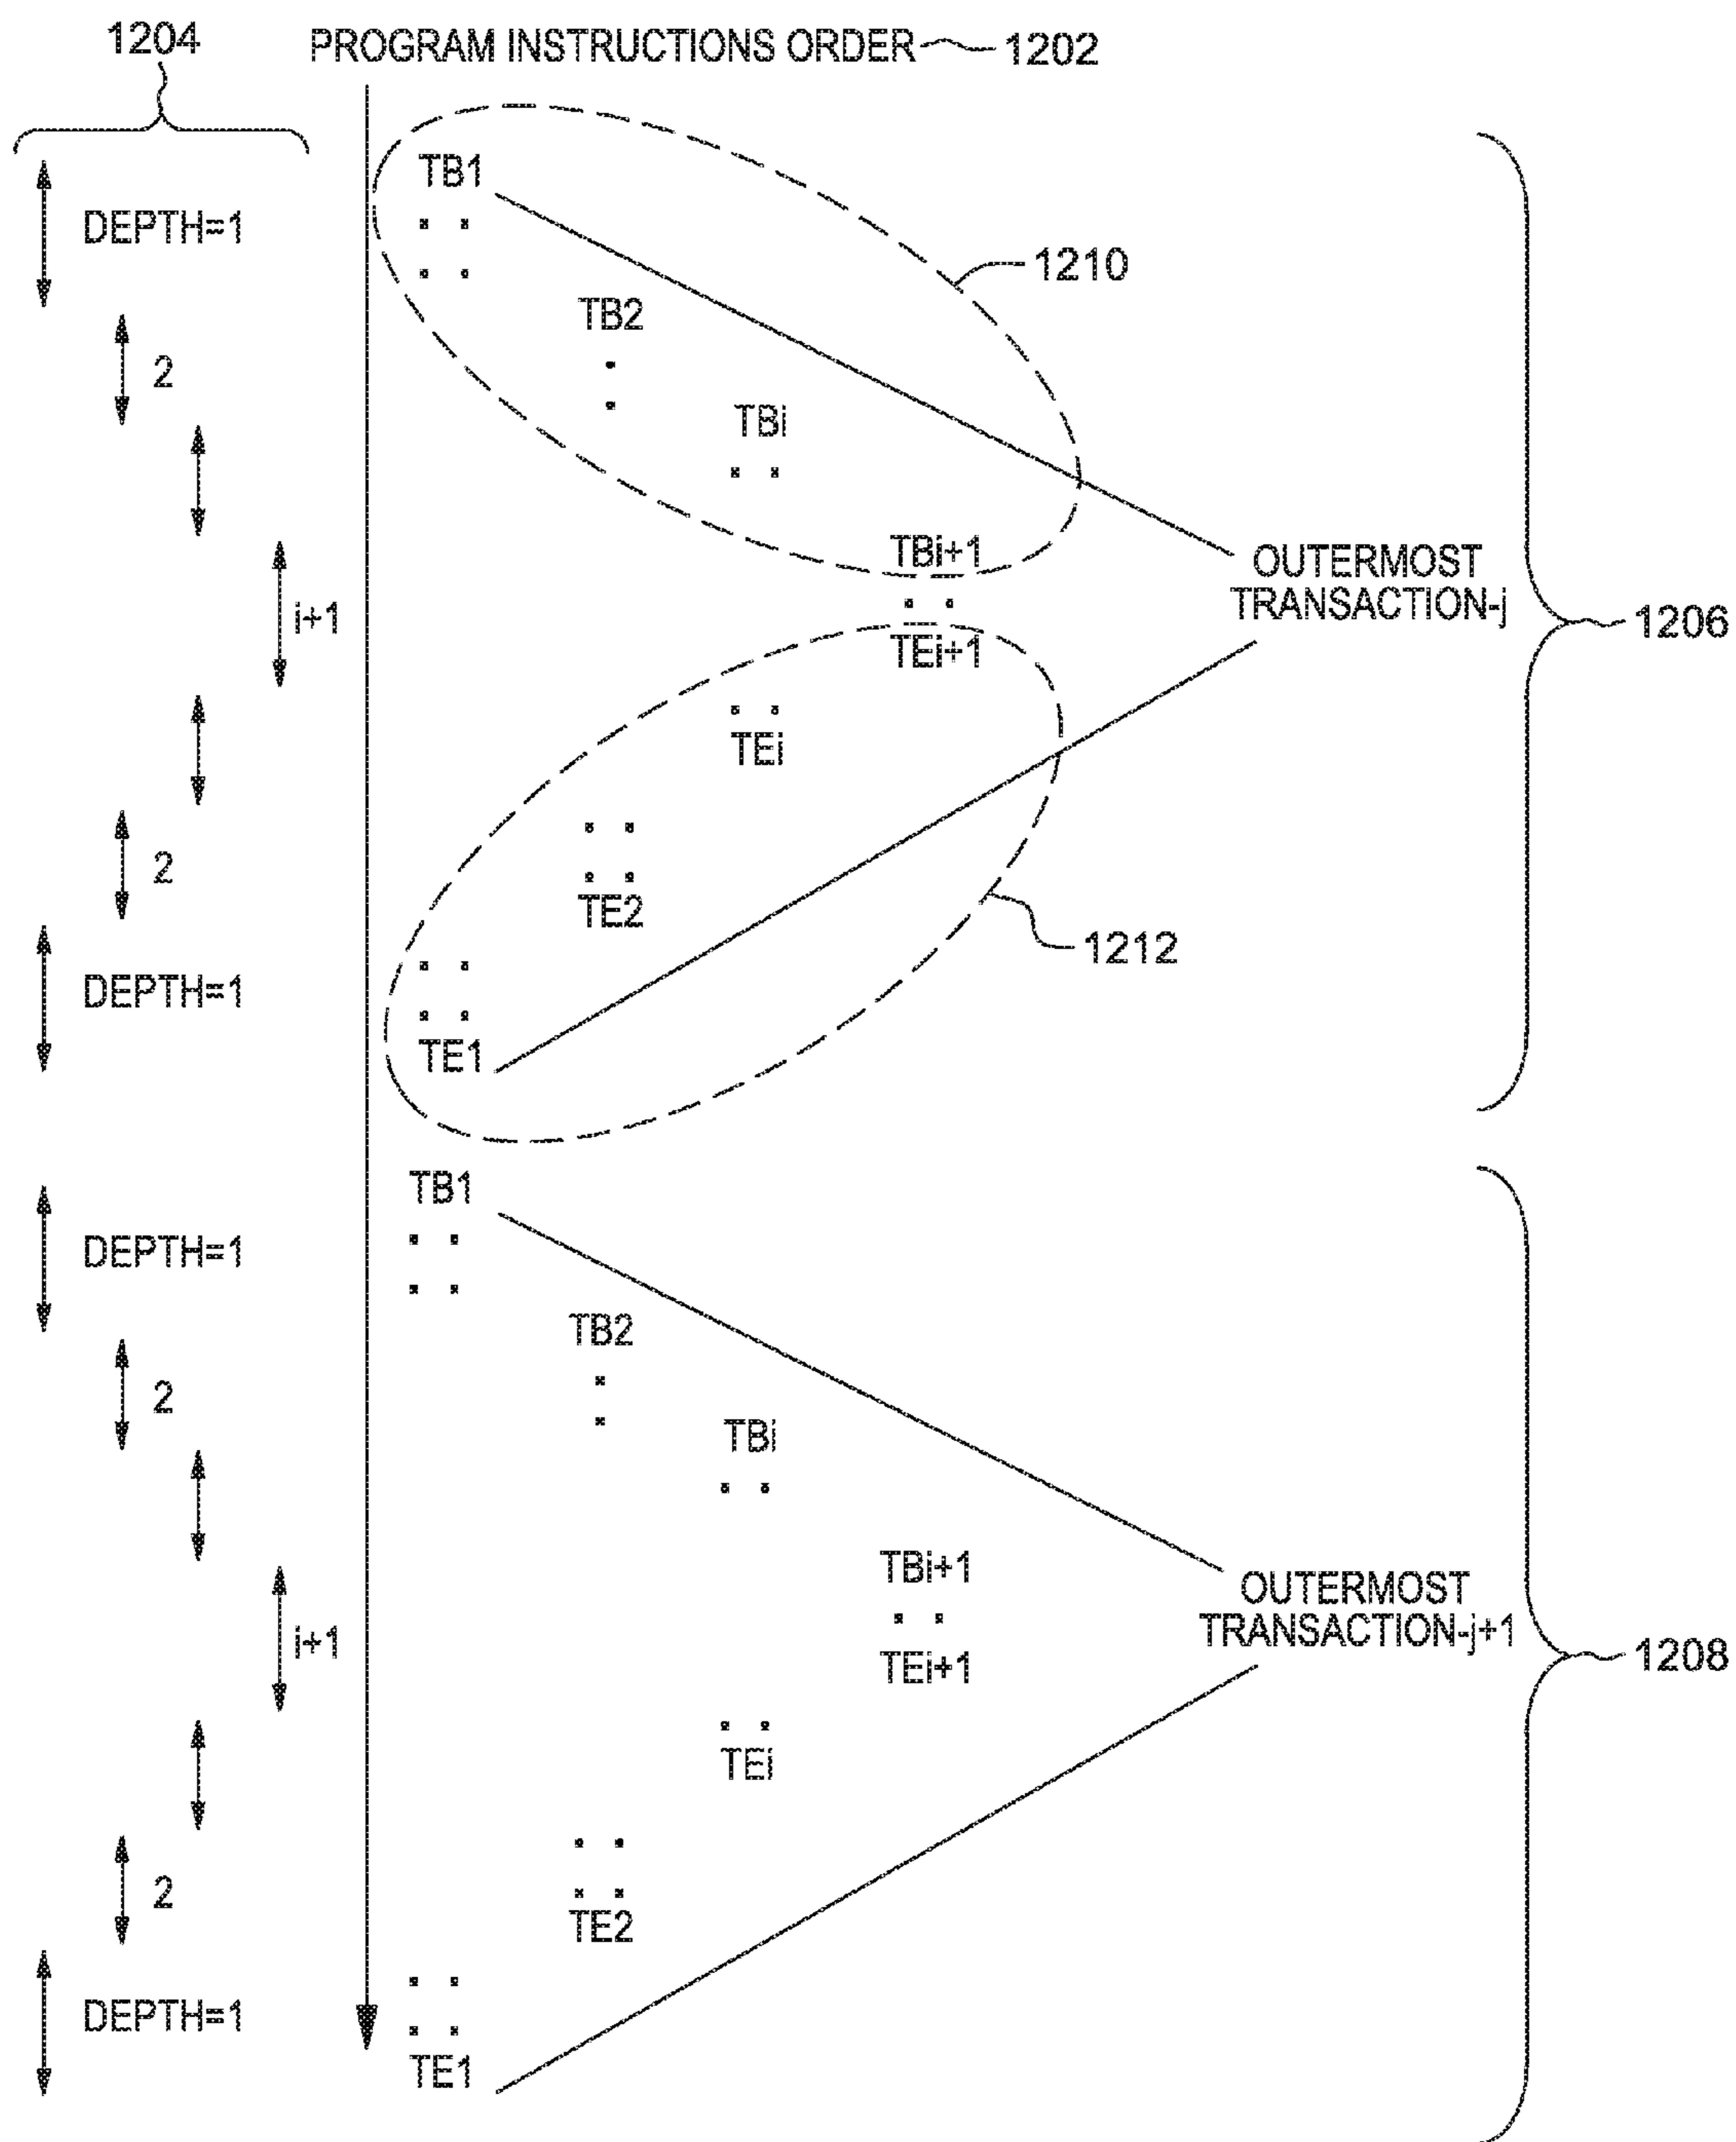 1204
PROGRAM INSTRUCTIONS ORDER 1202
TB1
DEPTH=1
1210
TB2
2
TBi
TBi+1
OUTERMOST
TRANSACTION-j
i+1
1206
TEi+1
TEi
2
TE2
1212
DEPTH=1
TE1
TB1
DEPTH=1
TB2
2
TBi
TBi+1
OUTERMOST
TRANSACTION-j+1
i+1
1208
TEi+1
TEi
2
TE2
DEPTH=1
TE1